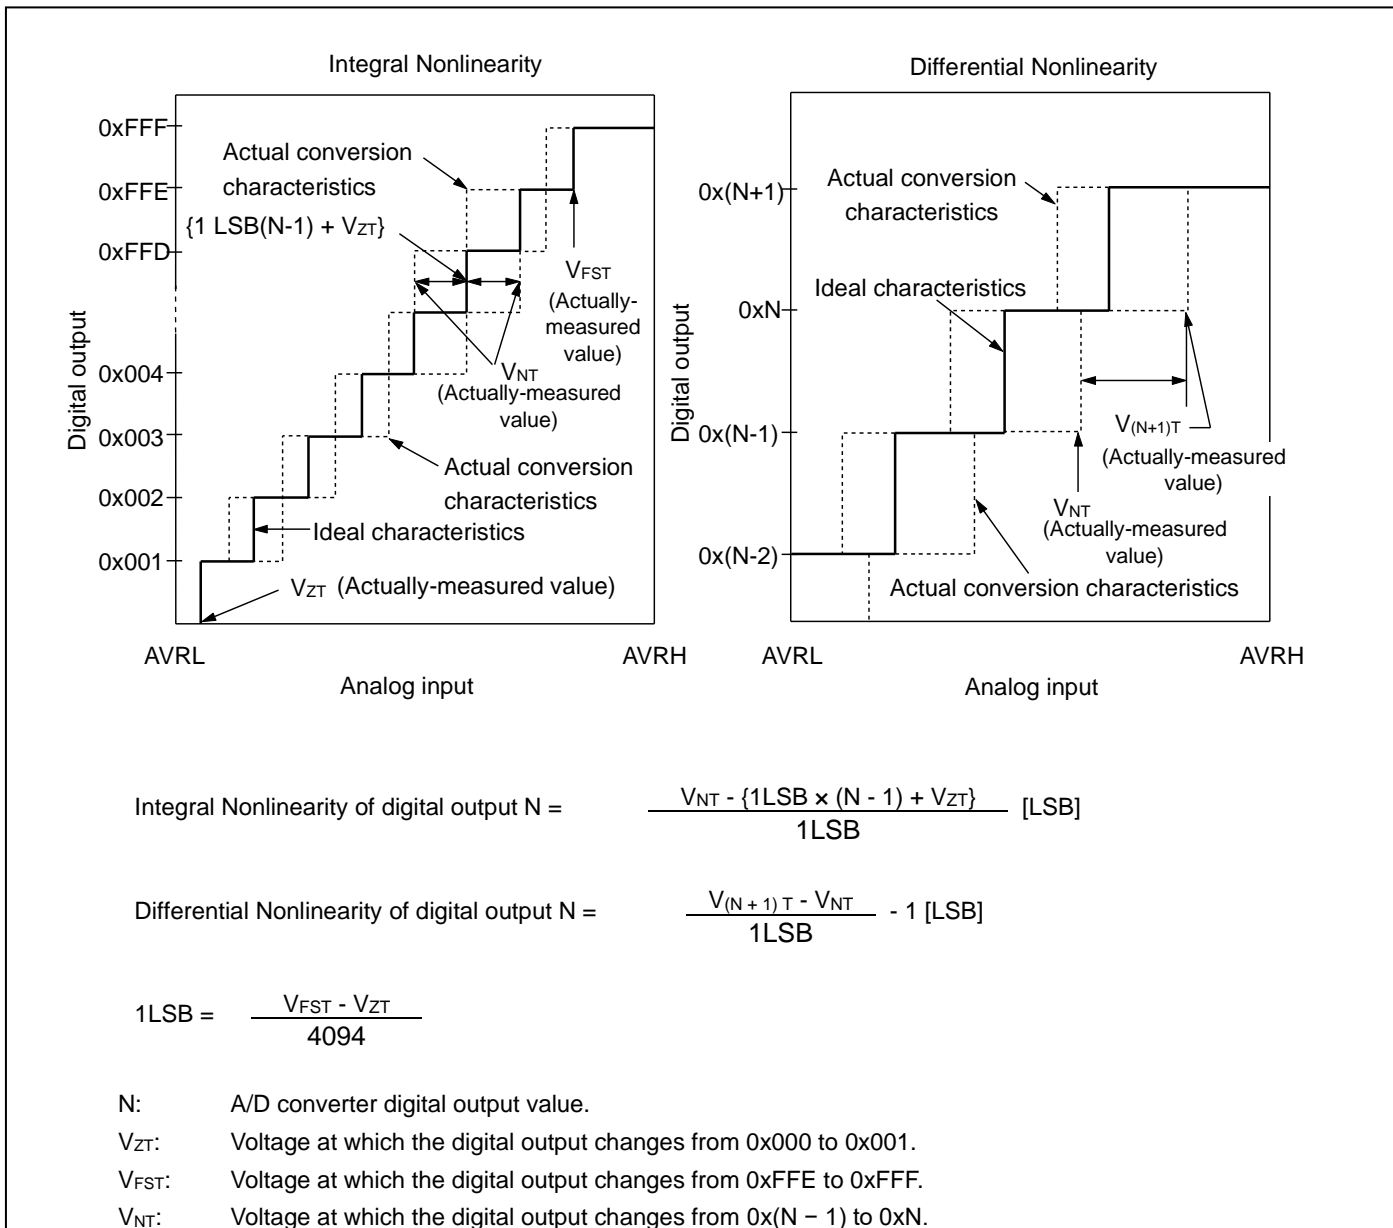 Integral Nonlinearity
0xFFF
0xFFE
0xFFD
0x004
0x003
0x002
0x001
Digital output
Actual conversion
characteristics
{1 LSB(N-1) + VZT}
VFST
(Actually-
measured
value)
VNT
(Actually-measured
value)
Actual conversion
characteristics
Ideal characteristics
VZT (Actually-measured value)
AVRL
AVRH
Analog input
Differential Nonlinearity
0x(N+1)
0xN
0x(N-1)
0x(N-2)
Digital output
Actual conversion
characteristics
Ideal characteristics
V(N+1)T
(Actually-measured
value)
VNT
(Actually-measured
value)
Actual conversion characteristics
AVRL
AVRH
Analog input
Integral Nonlinearity of digital output N =
VNT - {1LSB × (N - 1) + VZT}
1LSB
[LSB]
Differential Nonlinearity of digital output N =
V(N + 1) T - VNT
1LSB
- 1 [LSB]
1LSB =
VFST - VZT
4094
N: A/D converter digital output value.
VZT: Voltage at which the digital output changes from 0x000 to 0x001.
VFST: Voltage at which the digital output changes from 0xFFE to 0xFFF.
VNT: Voltage at which the digital output changes from 0x(N − 1) to 0xN.